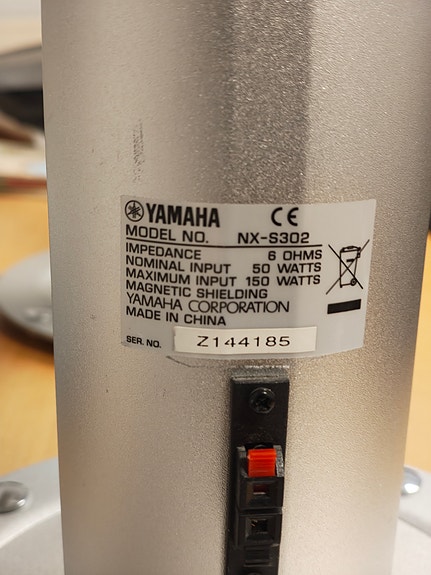 YAMAHA CE
MODEL NO. NX-S302
IMPEDANCE 6 OHMS
NOMINAL INPUT 50 WATTS
MAXIMUM INPUT 150 WATTS
MAGNETIC SHIELDING
YAMAHA CORPORATION
MADE IN CHINA
SER. NO. Z144185